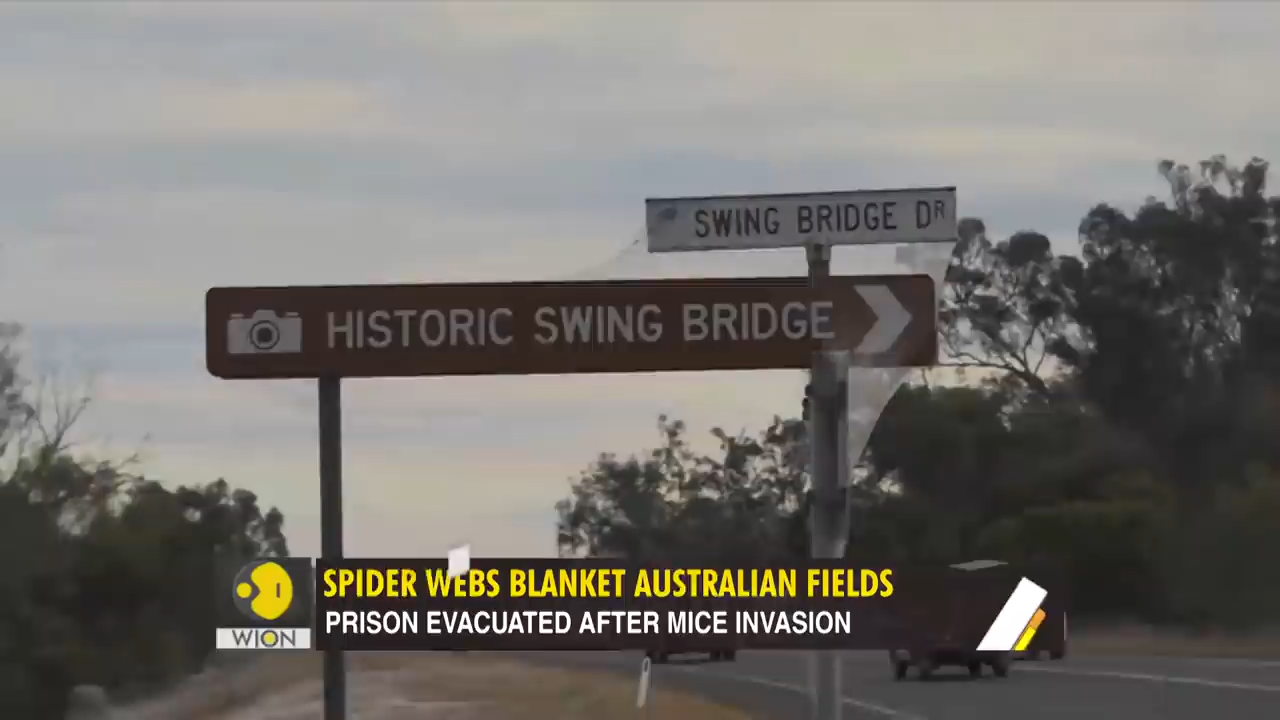 SWING BRIDGE DR
HISTORIC SWING BRIDGE
SPIDER WEBS BLANKET AUSTRALIAN FIELDS
PRISON EVACUATED AFTER MICE INVASION
WION